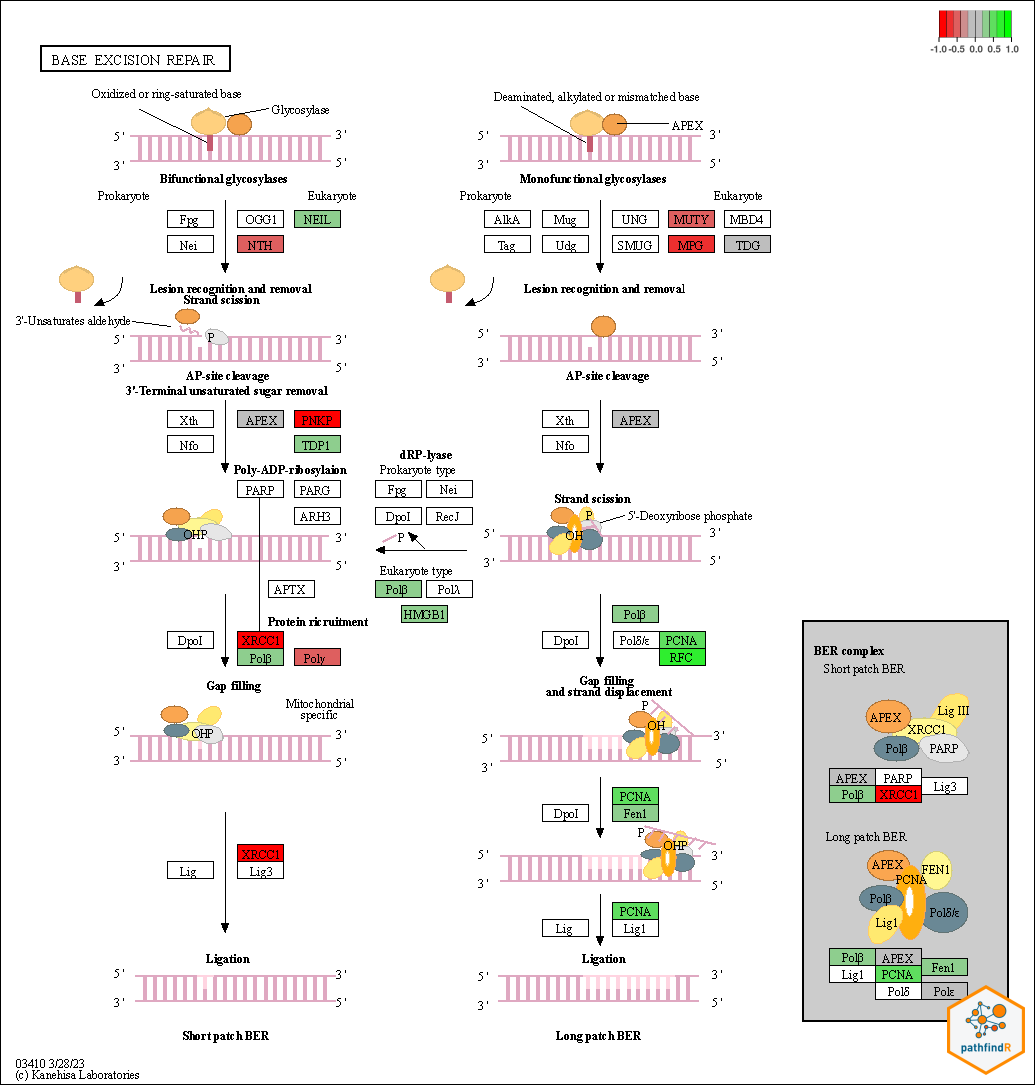 -1.0 -0.5 0.0 0.5 1.0
BASE EXCISION REPAIR
Oxidized or ring-saturated base
Glycosylase
5'
3'
3'
5'
Bifunctional glycosylases
Prokaryote
Eukaryote
Fpg
OGG1
NEIL
Nei
NTH
Lesion recognition and removal
Strand scission
3'-Unsaturates aldehyde
P
5'
3'
3'
5'
AP-site cleavage
3'-Terminal unsaturated sugar removal
Xth
APEX
PNKP
Nfo
TDP1
Poly-ADP-ribosylaion
PARP
PARG
ARH3
OHP
5'
3'
3'
5'
APTX
Protein ricruitment
DpoI
XRCC1
Polβ
Polγ
Gap filling
Mitochondrial
specific
OHP
5'
3'
3'
5'
XRCC1
Lig
Lig3
Ligation
5'
3'
3'
5'
Short patch BER
dRP-lyase
Prokaryote type
Fpg
Nei
DpoI
RecJ
P
Eukaryote type
Polβ
Polλ
HMGB1
Deaminated, alkylated or mismatched base
APEX
5'
3'
3'
5'
Monofunctional glycosylases
Prokaryote
Eukaryote
AlkA
Mug
UNG
MUTY
MBD4
Tag
Udg
SMUG
MPG
TDG
Lesion recognition and removal
5'
3'
3'
5'
AP-site cleavage
Xth
APEX
Nfo
Strand scission
P
5'-Deoxyribose phosphate
OH
5'
3'
3'
5'
Polβ
DpoI
Polδ/ε
PCNA
RFC
Gap filling
and strand displacement
P
OH
5'
3'
3'
5'
PCNA
DpoI
Fen1
P
OHP
5'
3'
3'
5'
PCNA
Lig
Lig1
Ligation
5'
3'
3'
5'
Long patch BER
BER complex
Short patch BER
APEX
Lig III
XRCC1
Polβ
PARP
APEX
PARP
Lig3
Polβ
XRCC1
Long patch BER
APEX
FEN1
PCNA
Polβ
Polδ/ε
Lig1
Polβ
APEX
Fen1
Lig1
PCNA
Polδ
Polε
pathfindR
03410 3/28/23
(c) Kanehisa Laboratories